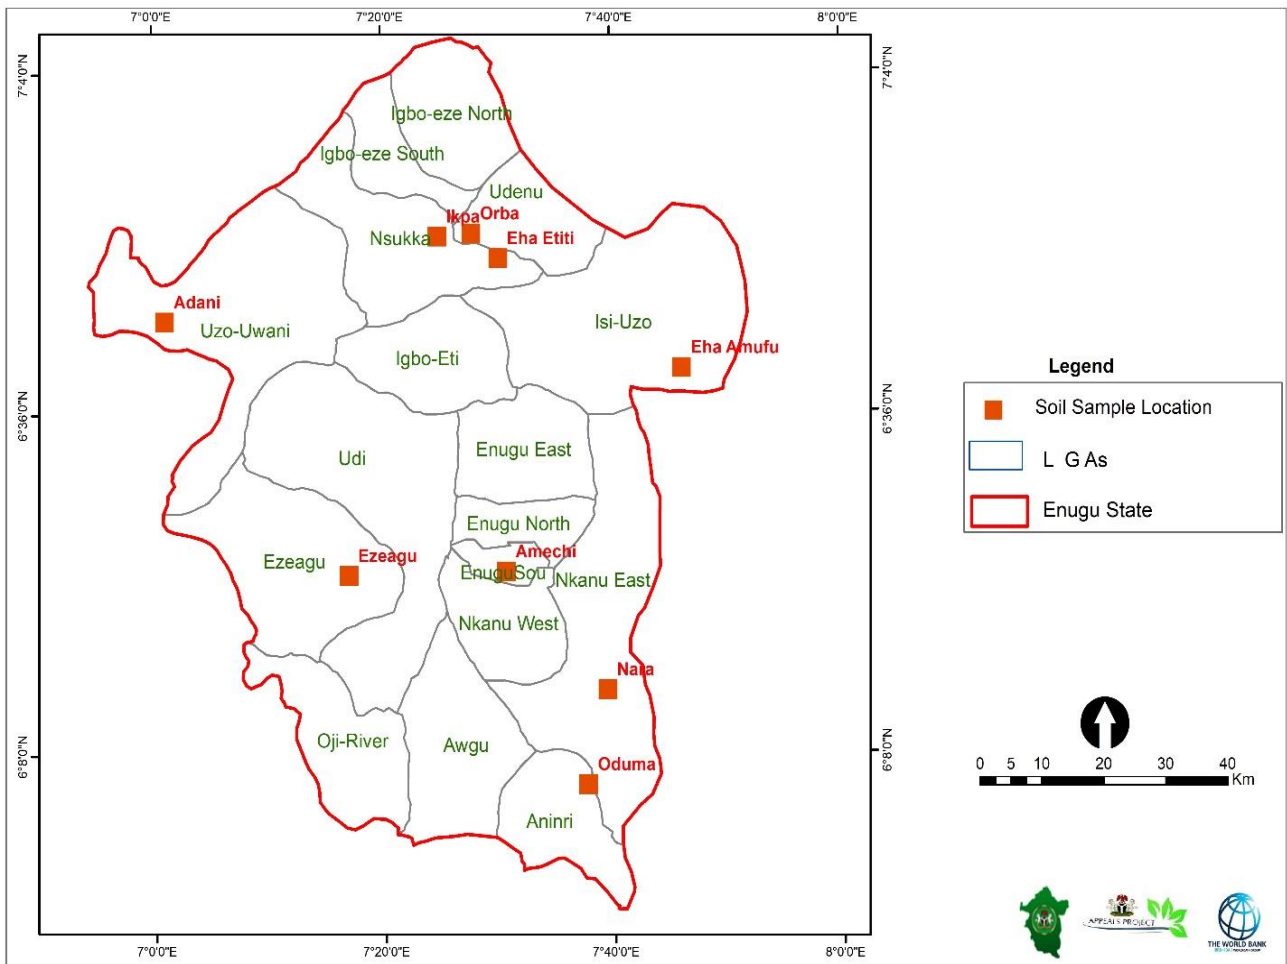 7°0'0"E
7°20'0"E
7°40'0"E
8°0'0"E
7°4'0"N
7°4'0"N
Igbo-eze North
Igbo-eze South
Udenu
Ikpa
Orba
Nsukka
Eha Etiti
Adani
Uzo-Uwani
Isi-Uzo
Igbo-Eti
Eha Amufu
Legend
Soil Sample Location
L G As
Enugu State
6°36'0"N
6°36'0"N
Udi
Enugu East
Enugu North
Amechi
Ezeagu
Ezeagu
EnuguSou
Nkanu East
Nkanu West
Nara
Oji-River
Awgu
Oduma
Aninri
6°8'0"N
6°8'0"N
0 5 10 20 30 40
Km
APPEALS PROJECT
THE WORLD BANK
7°0'0"E
7°20'0"E
7°40'0"E
8°0'0"E